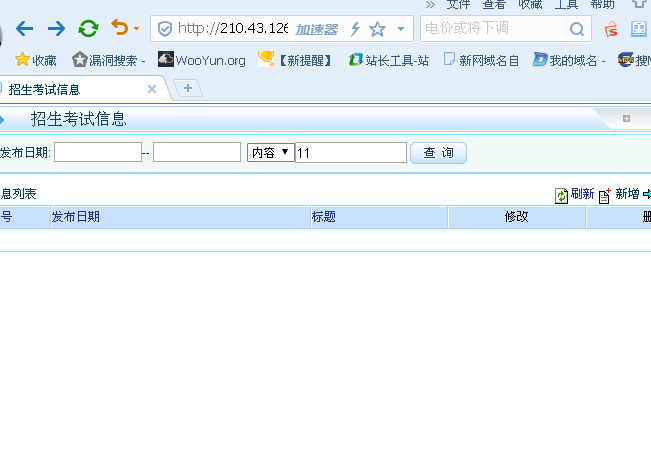 » 文件 查看 收藏 工具 帮助
http://210.43.126 加速器 电价或将下调
收藏 漏洞搜索 - WooYun.org 【新提醒】 站长工具-站 新网域名自 我的域名 - 搜
招生考试信息
招生考试信息
发布日期: -- 内容 11 查 询
息列表 刷新 新增
号 发布日期 标题 修改 删